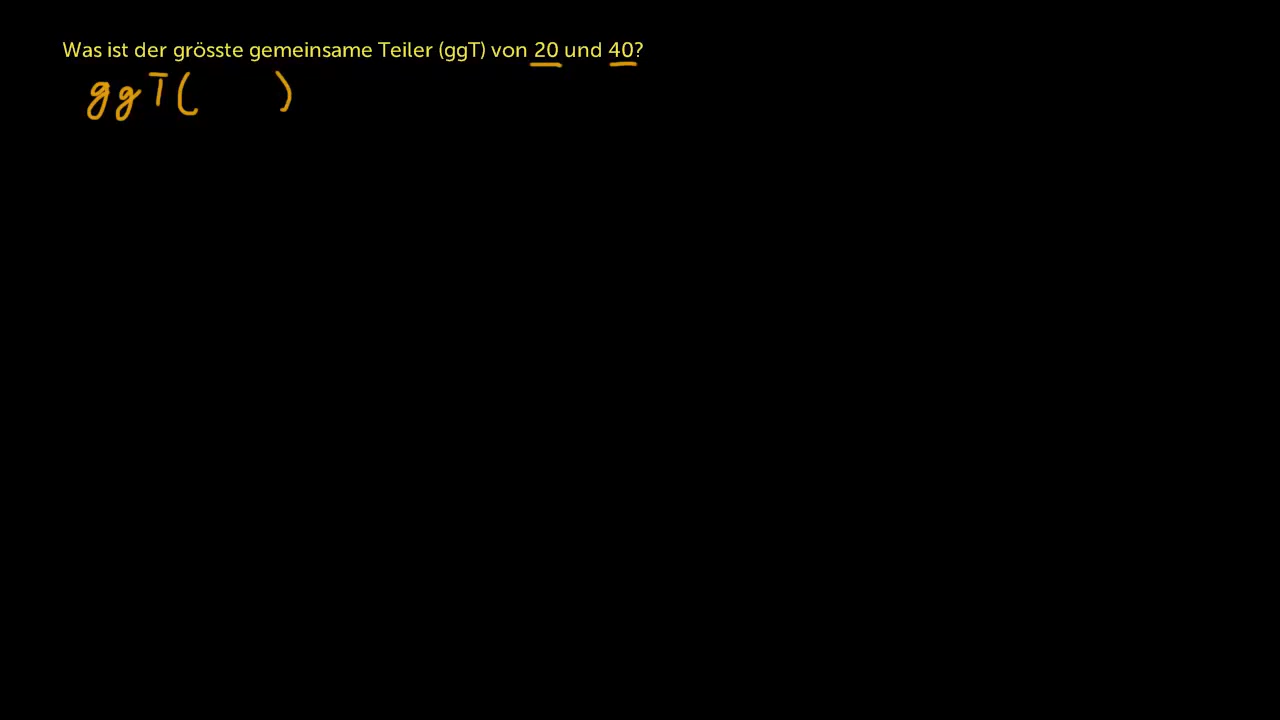 Was ist der grösste gemeinsame Teiler (ggT) von 20 und 40?
ggT( )